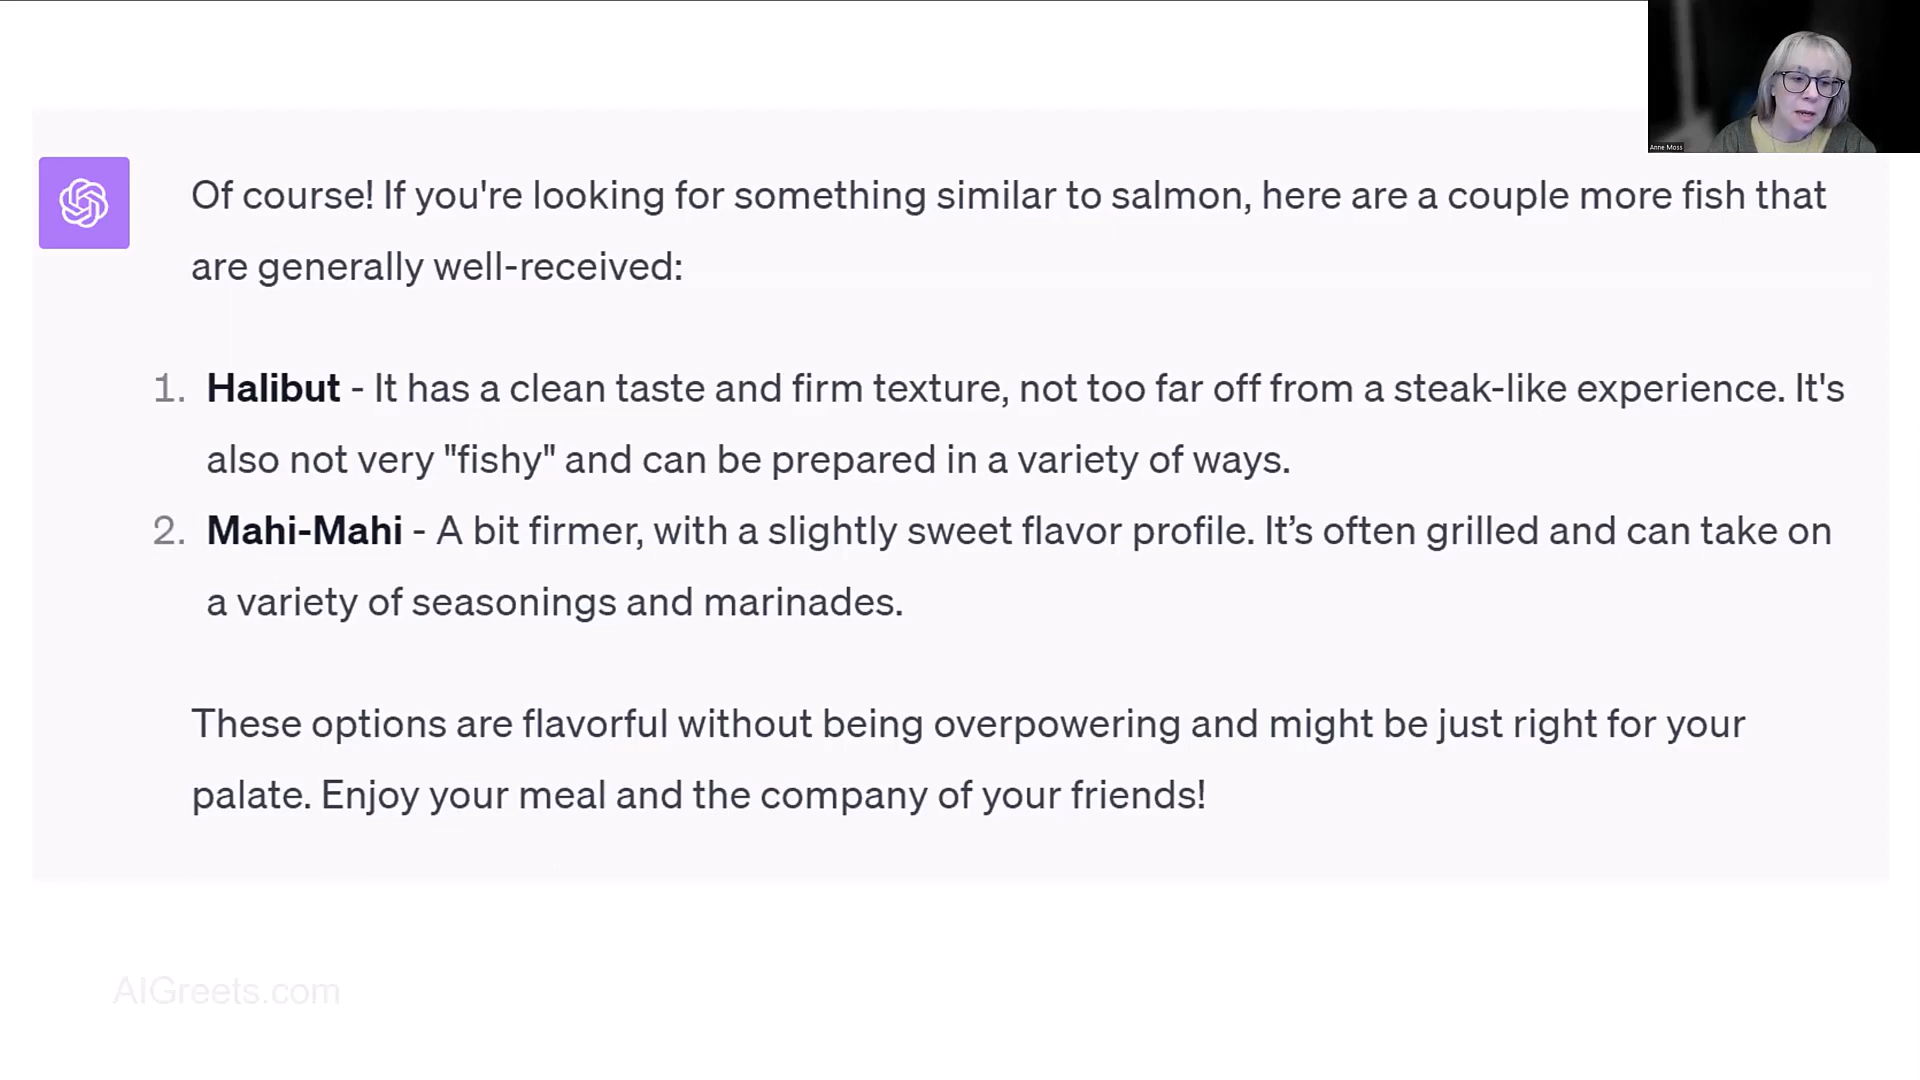 Anne Moss
Of course! If you're looking for something similar to salmon, here are a couple more fish that
are generally well-received:
1. Halibut - It has a clean taste and firm texture, not too far off from a steak-like experience. It's
also not very "fishy" and can be prepared in a variety of ways.
2. Mahi-Mahi - A bit firmer, with a slightly sweet flavor profile. It’s often grilled and can take on
a variety of seasonings and marinades.
These options are flavorful without being overpowering and might be just right for your
palate. Enjoy your meal and the company of your friends!
AIGreets.com